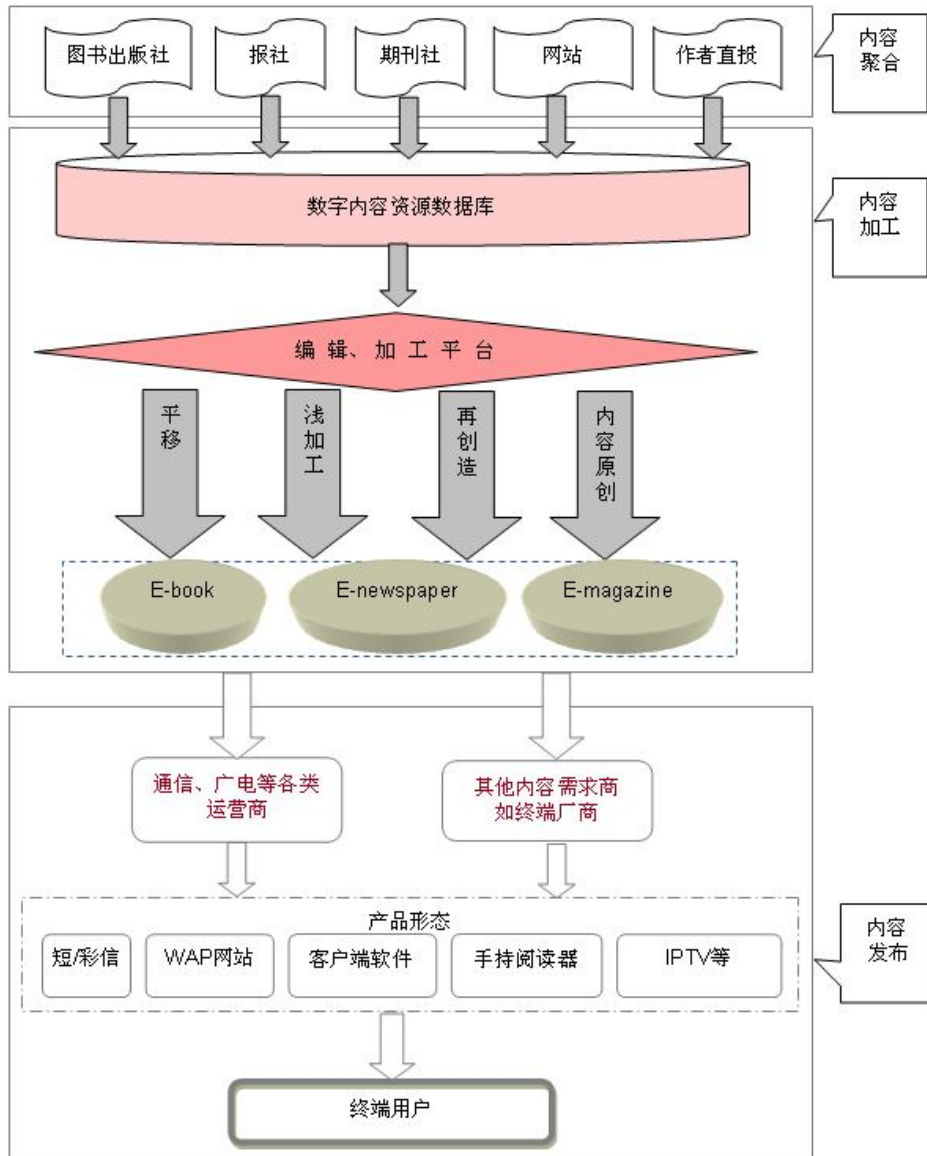 图书出版社
报社
期刊社
网站
作者直投
内容
聚合
数字内容资源数据库
内容
加工
编 辑、加 工 平 台
平移
浅加工
再创造
内容原创
E-book
E-newspaper
E-magazine
通信、广电等各类
运营商
其他内容需求商
如终端厂商
产品形态
短/彩信
WAP网站
客户端软件
手持阅读器
IPTV等
内容
发布
终端用户